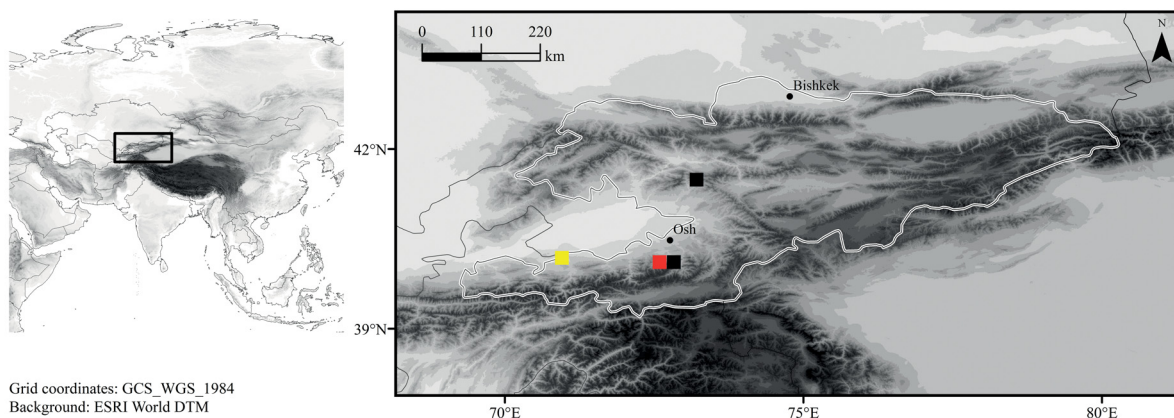 0 110 220
km
N
Bishkek
42°N
Osh
39°N
Grid coordinates: GCS_WGS_1984
Background: ESRI World DTM
70°E 75°E 80°E